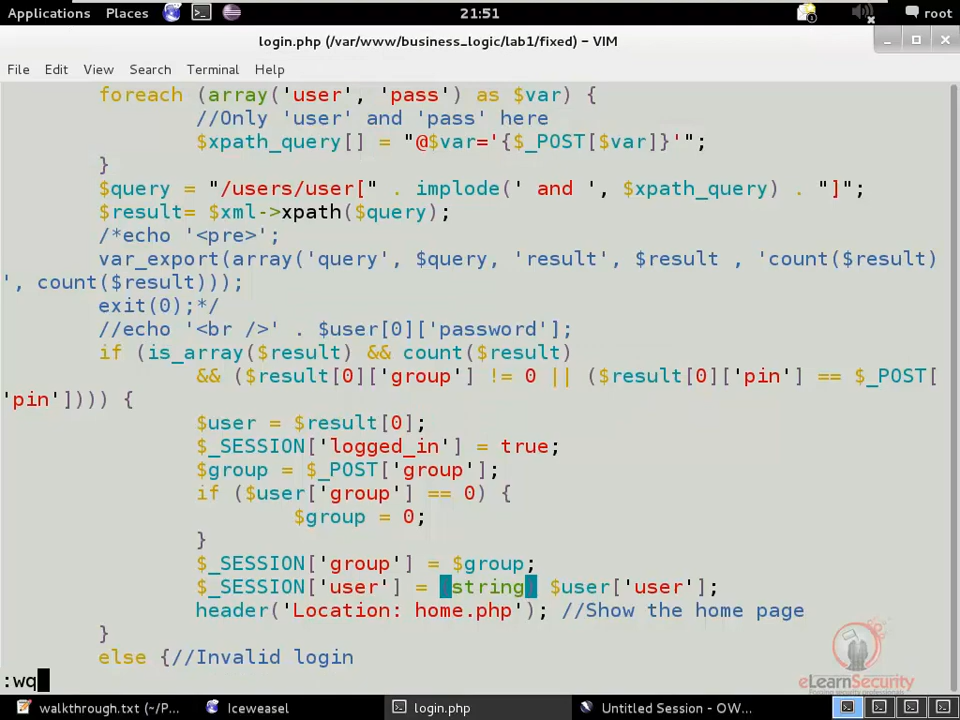 Applications Places 21:51 root
login.php (/var/www/business_logic/lab1/fixed) - VIM
File Edit View Search Terminal Help
foreach (array('user', 'pass') as $var) {
//Only 'user' and 'pass' here
$xpath_query[] = "@$var='{$_POST[$var]}'";
}
$query = "/users/user[" . implode(' and ', $xpath_query) . "]";
$result= $xml->xpath($query);
/*echo '<pre>';
var_export(array('query', $query, 'result', $result , 'count($result)
', count($result)));
exit(0);*/
//echo '<br />' . $user[0]['password'];
if (is_array($result) && count($result)
&& ($result[0]['group'] != 0 || ($result[0]['pin'] == $_POST[
'pin']))) {
$user = $result[0];
$_SESSION['logged_in'] = true;
$group = $_POST['group'];
if ($user['group'] == 0) {
$group = 0;
}
$_SESSION['group'] = $group;
$_SESSION['user'] = (string) $user['user'];
header('Location: home.php'); //Show the home page
}
else {//Invalid login
:wq
eLearnSecurity
walkthrough.txt (~/P... Iceweasel login.php Untitled Session - OW...